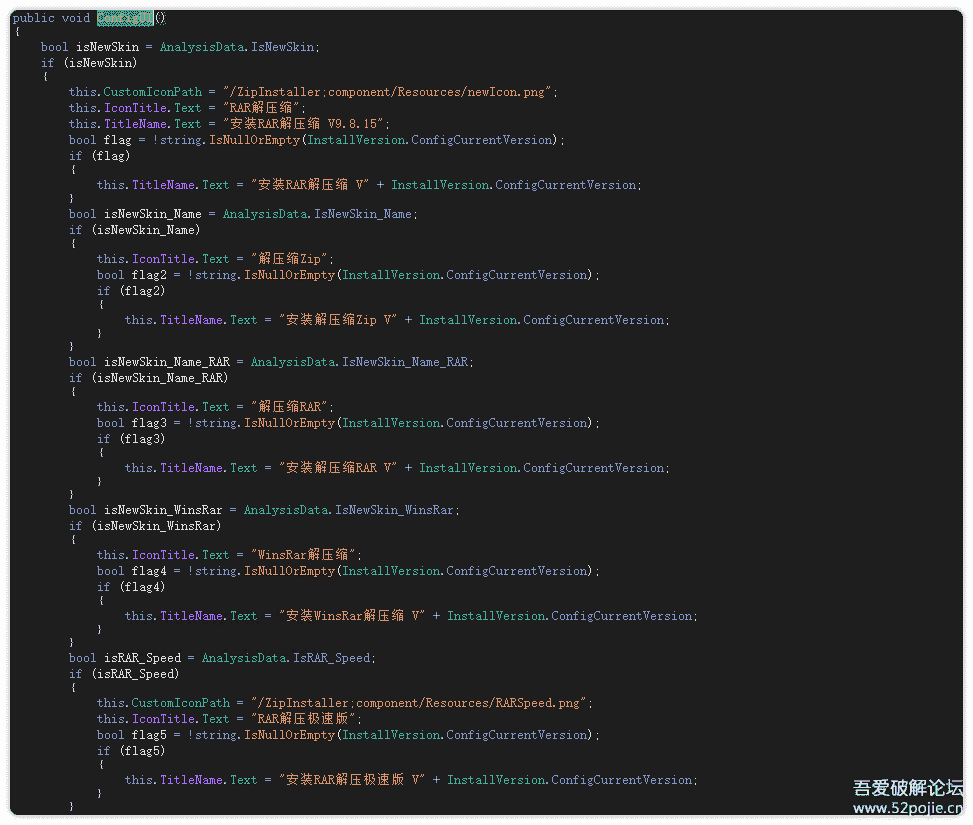 public void ConfigUI()
{
bool isNewSkin = AnalysisData.IsNewSkin;
if (isNewSkin)
{
this.CustomIconPath = "/ZipInstaller;component/Resources/newIcon.png";
this.IconTitle.Text = "RAR解压缩";
this.TitleName.Text = "安装RAR解压缩 V9.8.15";
bool flag = !string.IsNullOrEmpty(InstallVersion.ConfigCurrentVersion);
if (flag)
{
this.TitleName.Text = "安装RAR解压缩 V" + InstallVersion.ConfigCurrentVersion;
}
bool isNewSkin_Name = AnalysisData.IsNewSkin_Name;
if (isNewSkin_Name)
{
this.IconTitle.Text = "解压缩Zip";
bool flag2 = !string.IsNullOrEmpty(InstallVersion.ConfigCurrentVersion);
if (flag2)
{
this.TitleName.Text = "安装解压缩Zip V" + InstallVersion.ConfigCurrentVersion;
}
}
bool isNewSkin_Name_RAR = AnalysisData.IsNewSkin_Name_RAR;
if (isNewSkin_Name_RAR)
{
this.IconTitle.Text = "解压缩RAR";
bool flag3 = !string.IsNullOrEmpty(InstallVersion.ConfigCurrentVersion);
if (flag3)
{
this.TitleName.Text = "安装解压缩RAR V" + InstallVersion.ConfigCurrentVersion;
}
}
bool isNewSkin_WinsRar = AnalysisData.IsNewSkin_WinsRar;
if (isNewSkin_WinsRar)
{
this.IconTitle.Text = "WinsRar解压缩";
bool flag4 = !string.IsNullOrEmpty(InstallVersion.ConfigCurrentVersion);
if (flag4)
{
this.TitleName.Text = "安装WinsRar解压缩 V" + InstallVersion.ConfigCurrentVersion;
}
}
bool isRAR_Speed = AnalysisData.IsRAR_Speed;
if (isRAR_Speed)
{
this.CustomIconPath = "/ZipInstaller;component/Resources/RARSpeed.png";
this.IconTitle.Text = "RAR解压极速版";
bool flag5 = !string.IsNullOrEmpty(InstallVersion.ConfigCurrentVersion);
if (flag5)
{
this.TitleName.Text = "安装RAR解压极速版 V" + InstallVersion.ConfigCurrentVersion;
}
}
吾爱破解论坛
www.52pojie.cn